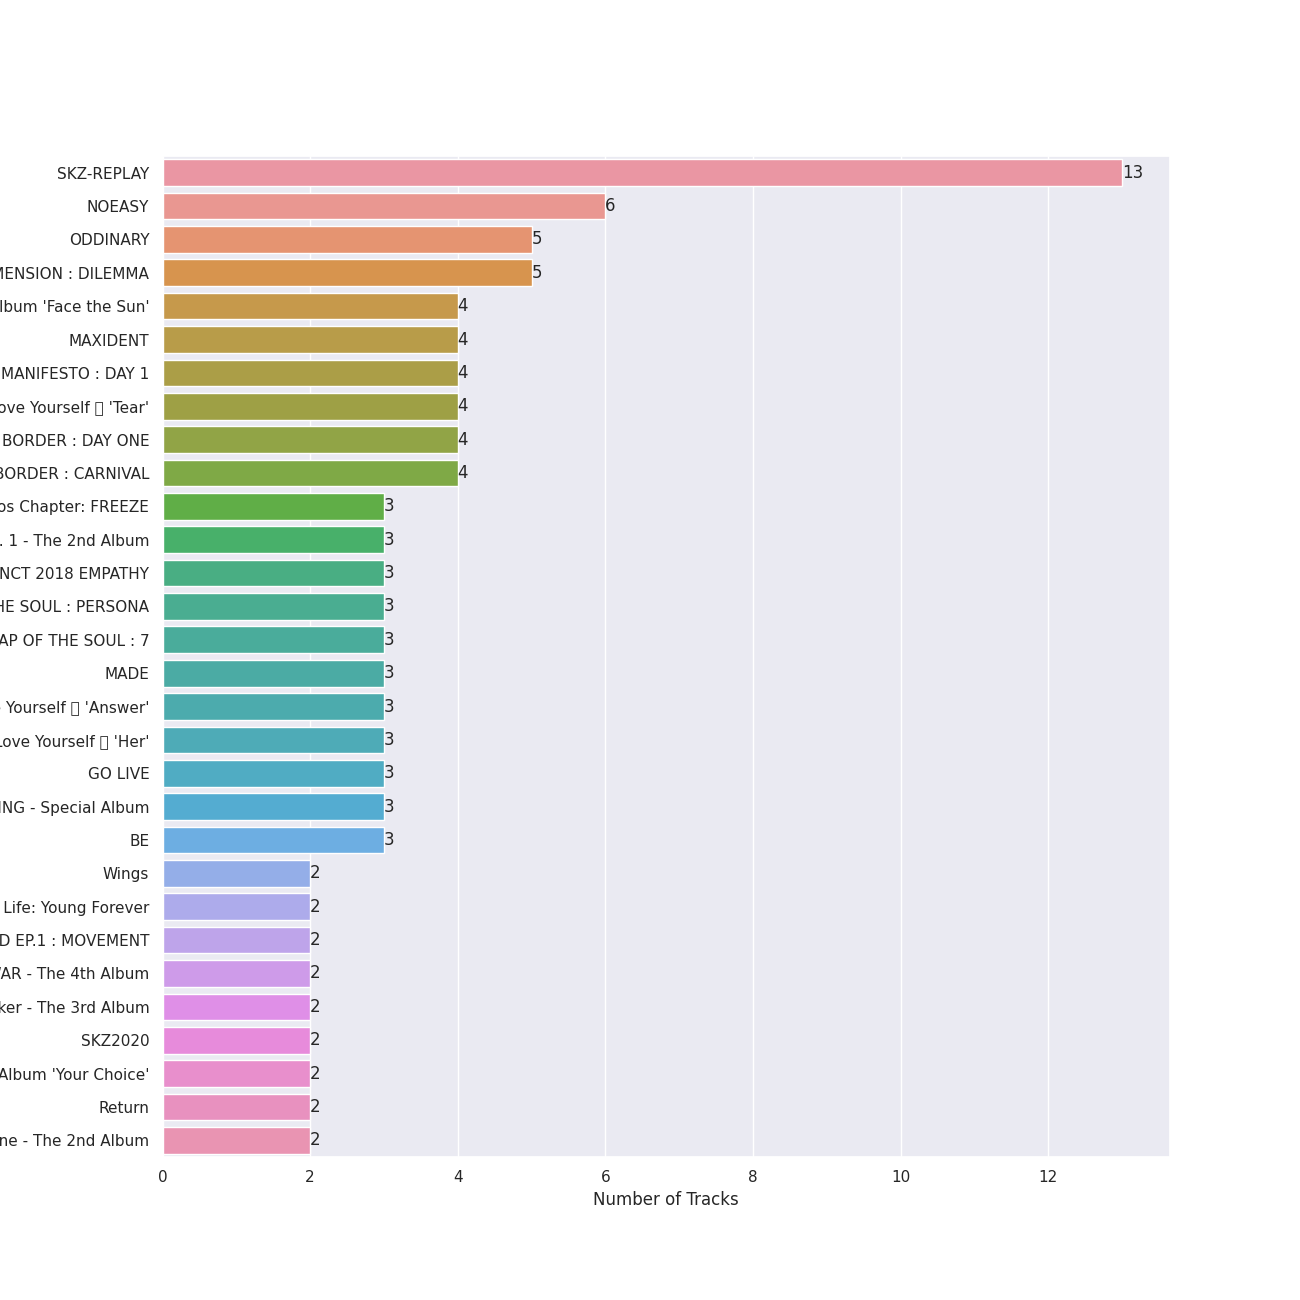 SKZ-REPLAY 13
NOEASY 6
ODDINARY 5
MENSION : DILEMMA 5
lbum 'Face the Sun' 4
MAXIDENT 4
MANIFESTO : DAY 1 4
ove Yourself 'Tear' 4
BORDER : DAY ONE 4
BORDER : CARNIVAL 4
os Chapter: FREEZE 3
. 1 - The 2nd Album 3
NCT 2018 EMPATHY 3
HE SOUL : PERSONA 3
AP OF THE SOUL : 7 3
MADE 3
Yourself 'Answer' 3
Love Yourself 'Her' 3
GO LIVE 3
ING - Special Album 3
BE 3
Wings 2
Life: Young Forever 2
D EP.1 : MOVEMENT 2
AR - The 4th Album 2
ker - The 3rd Album 2
SKZ2020 2
Album 'Your Choice' 2
Return 2
ne - The 2nd Album 2
0 2 4 6 8 10 12
Number of Tracks